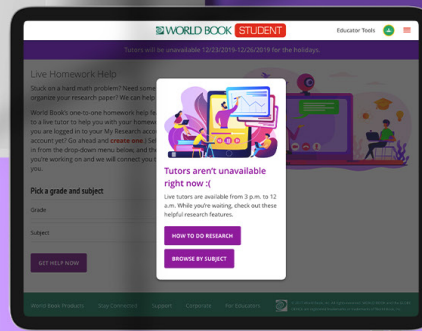 WORLD BOOK STUDENT
Educator Tools
Tutors will be unavailable 12/23/2019-12/26/2019 for the holidays.
Live Homework Help
Stuck on a hard math problem? Need some
organize your research paper? We can help
World Book's one-to-one homework help
to a live tutor to help you with your homew
you are logged in to your My Research acco
account yet? Go ahead and create one.
in from the drop-down menu below, and th
you're working on and we will connect you
you.
Pick a grade and subject
Grade
Subject
GET HELP NOW
Tutors aren't unavailable
right now :(
Live tutors are available from 3 p.m. to 12
a.m. While you're waiting, check out these
helpful research features.
HOW TO DO RESEARCH
BROWSE BY SUBJECT
World Book Products
Stay Connected
Support
Corporate
For Educators